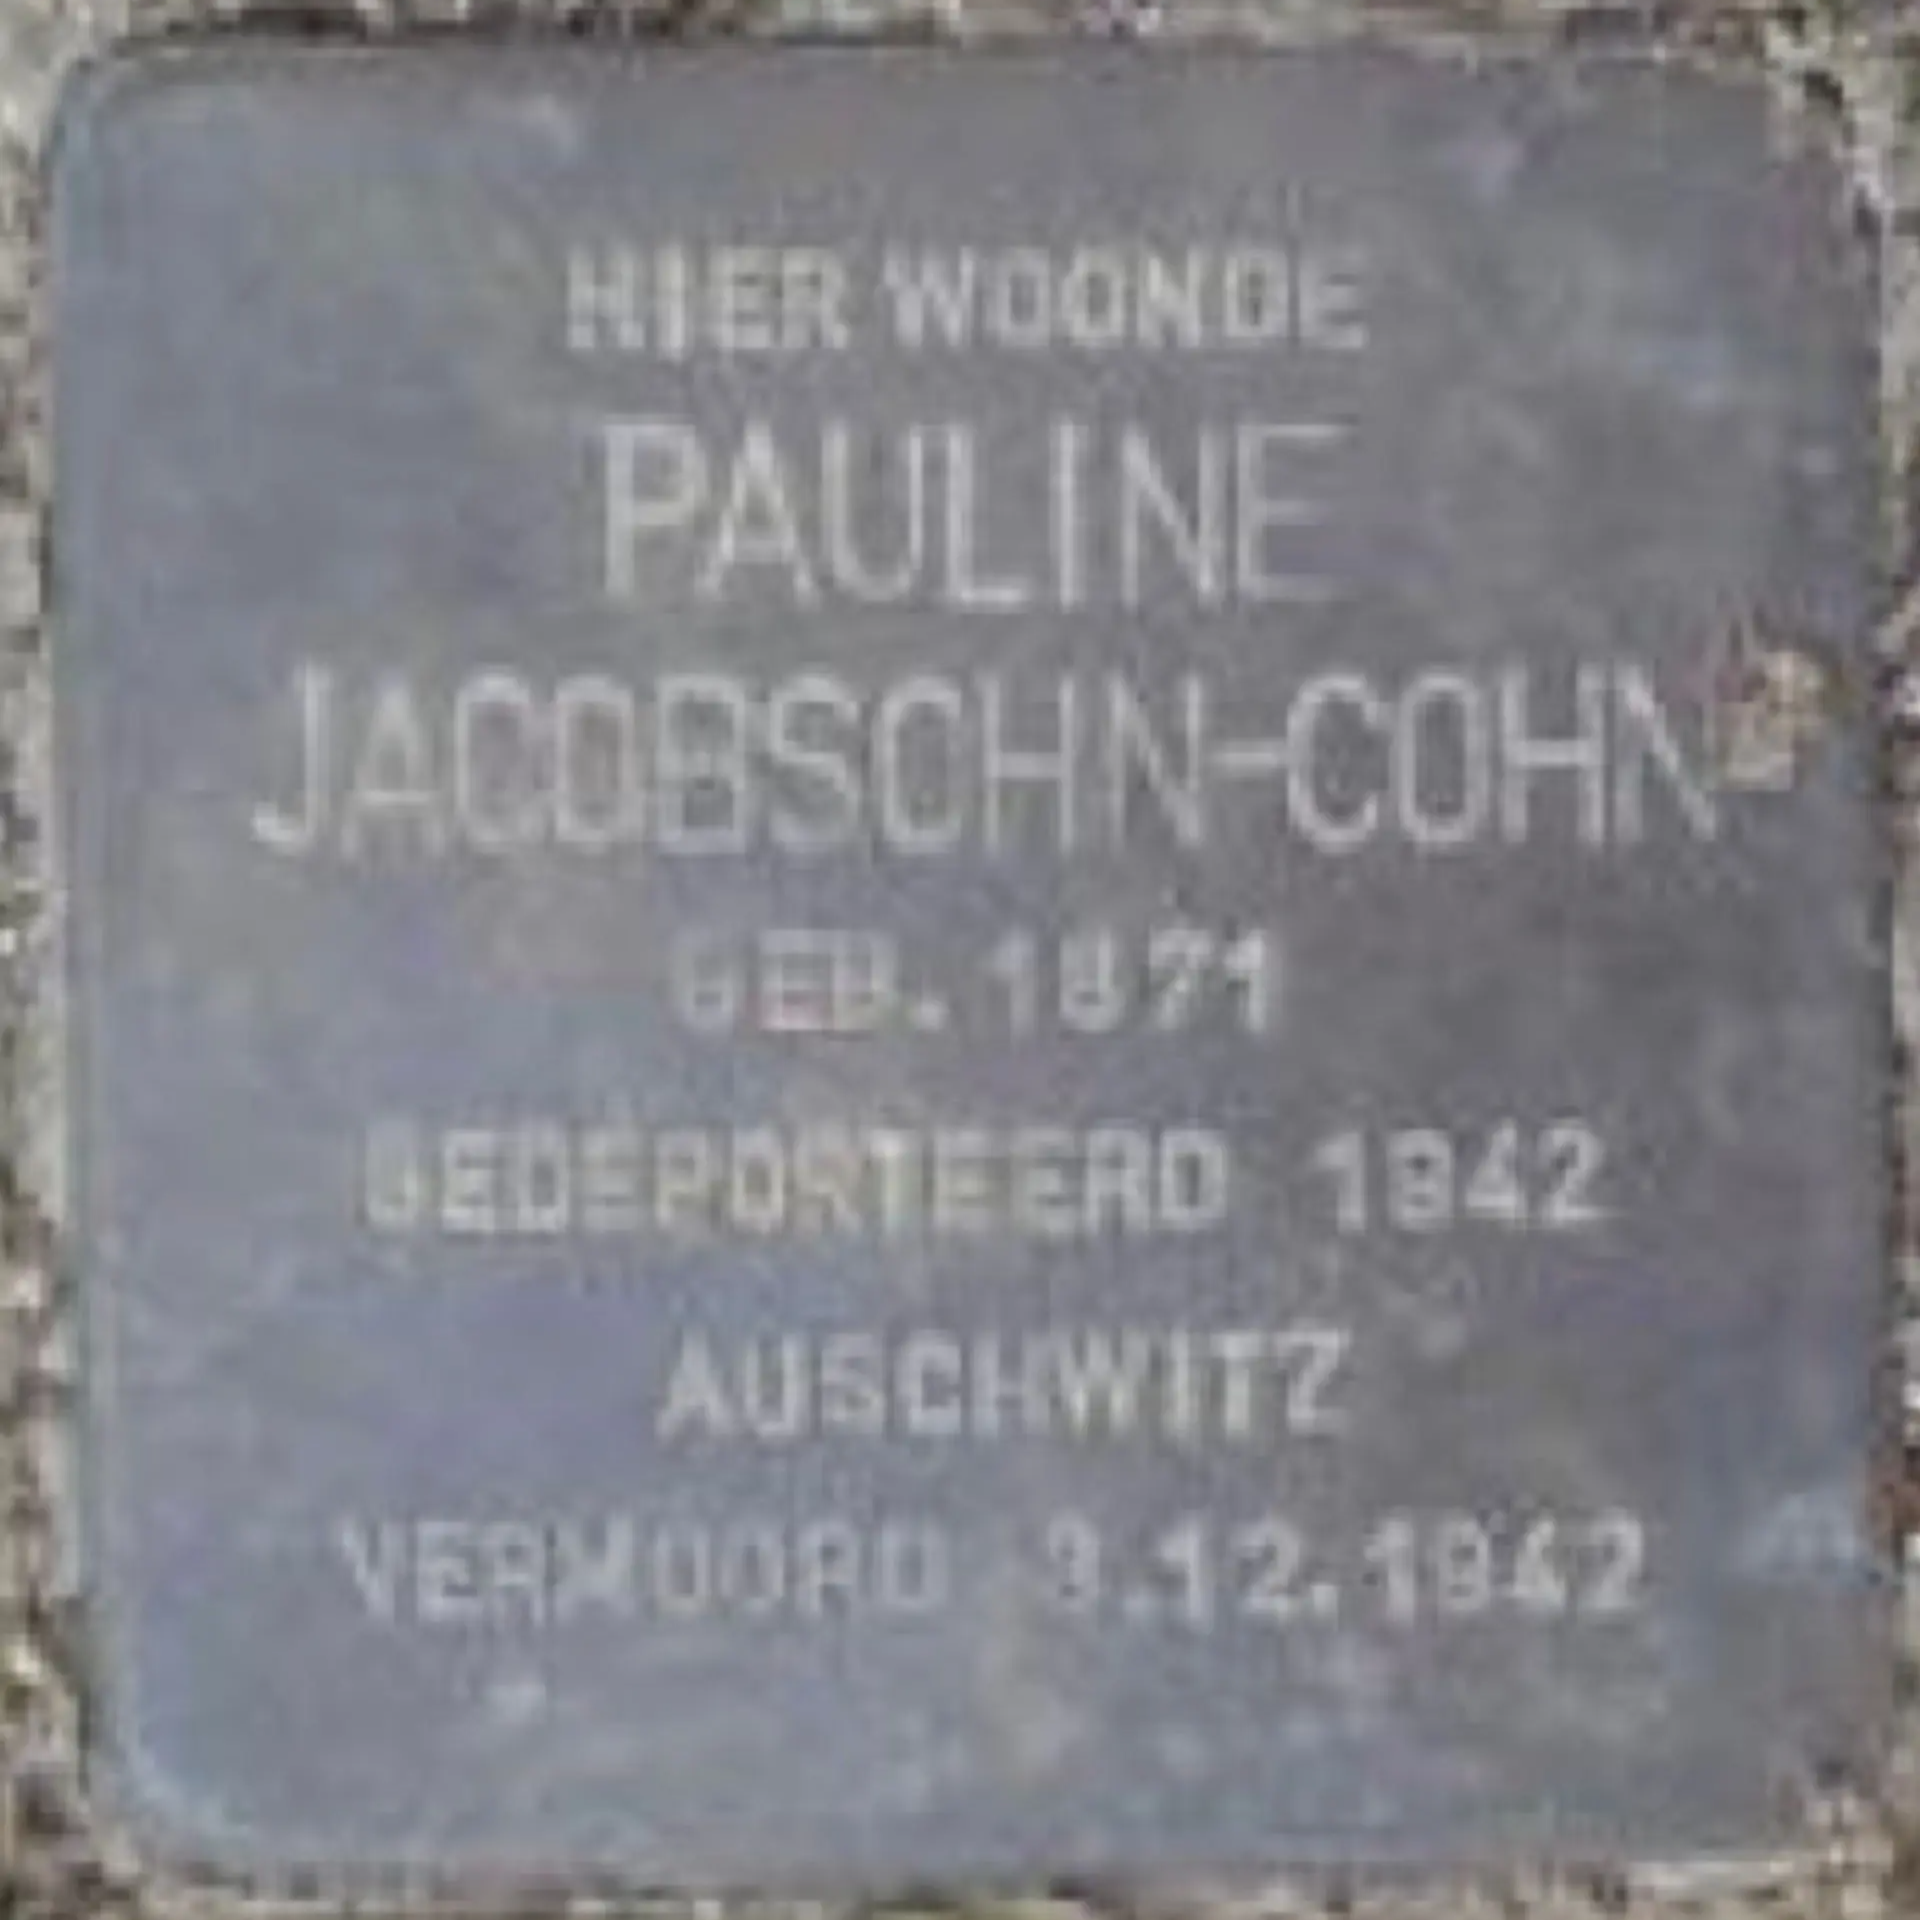 HIER WOONDE
PAULINE
JACOBSOHN-COHN
GEB. 1871
GEDEPORTEERD 1942
AUSCHWITZ
VERMOORD 3.12.1942